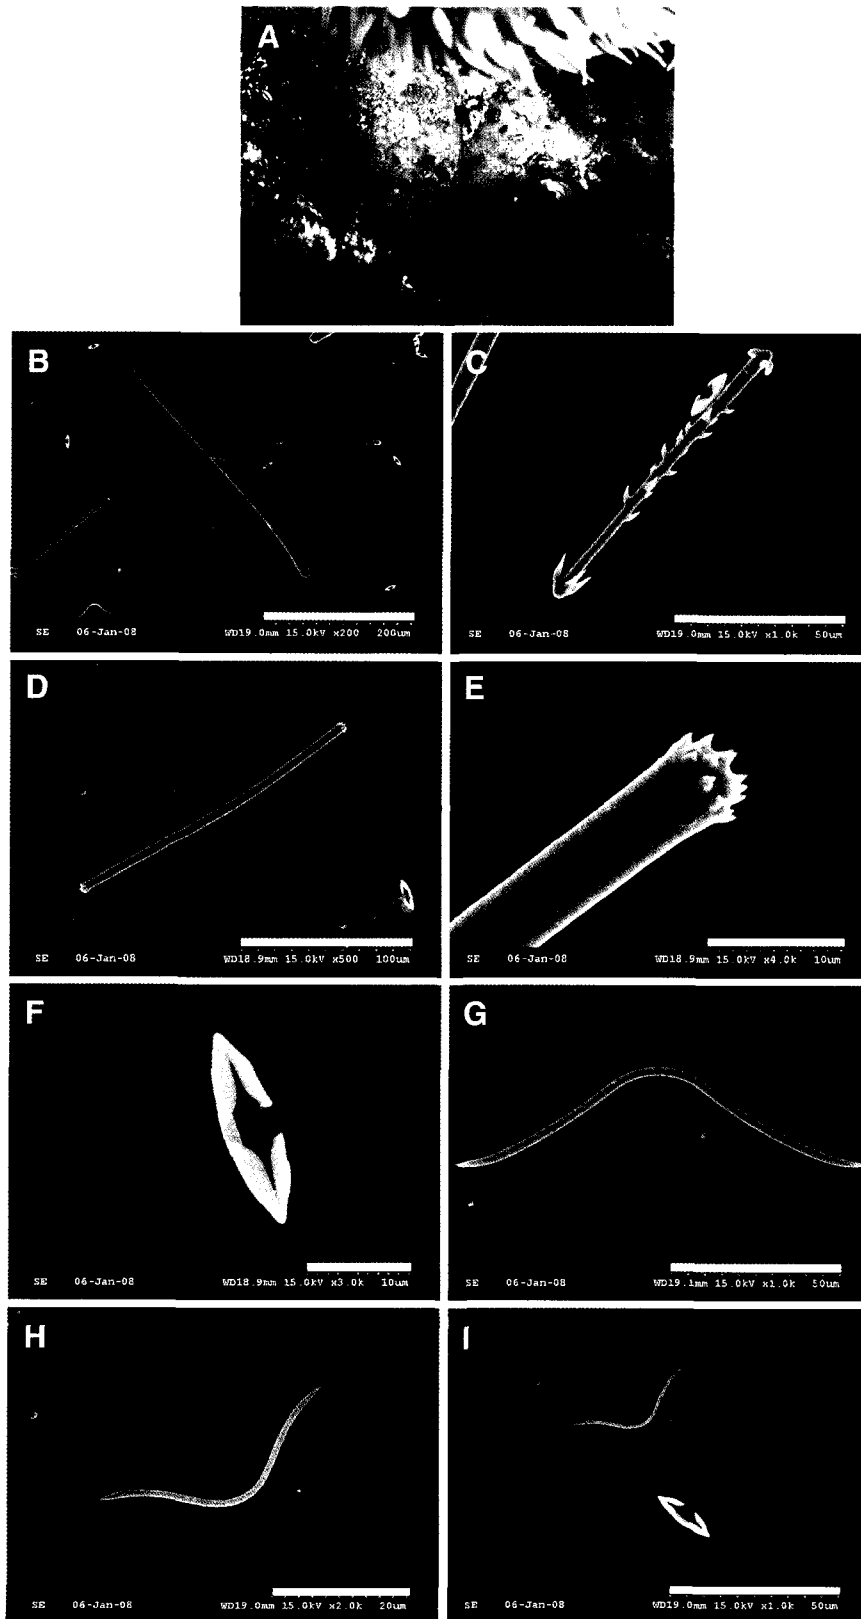 A
B
SE 06-Jan-08 WD19.0mm 15.0kV x200 200um
C
SE 06-Jan-08 WD19.0mm 15.0kV x1.0k 50um
D
SE 06-Jan-08 WD18.9mm 15.0kV x500 100um
E
SE 06-Jan-08 WD18.9mm 15.0kV x4.0k 10um
F
SE 06-Jan-08 WD18.9mm 15.0kV x3.0k 10um
G
SE 06-Jan-08 WD19.1mm 15.0kV x1.0k 50um
H
SE 06-Jan-08 WD19.0mm 15.0kV x2.0k 20um
I
SE 06-Jan-08 WD19.0mm 15.0kV x1.0k 50um